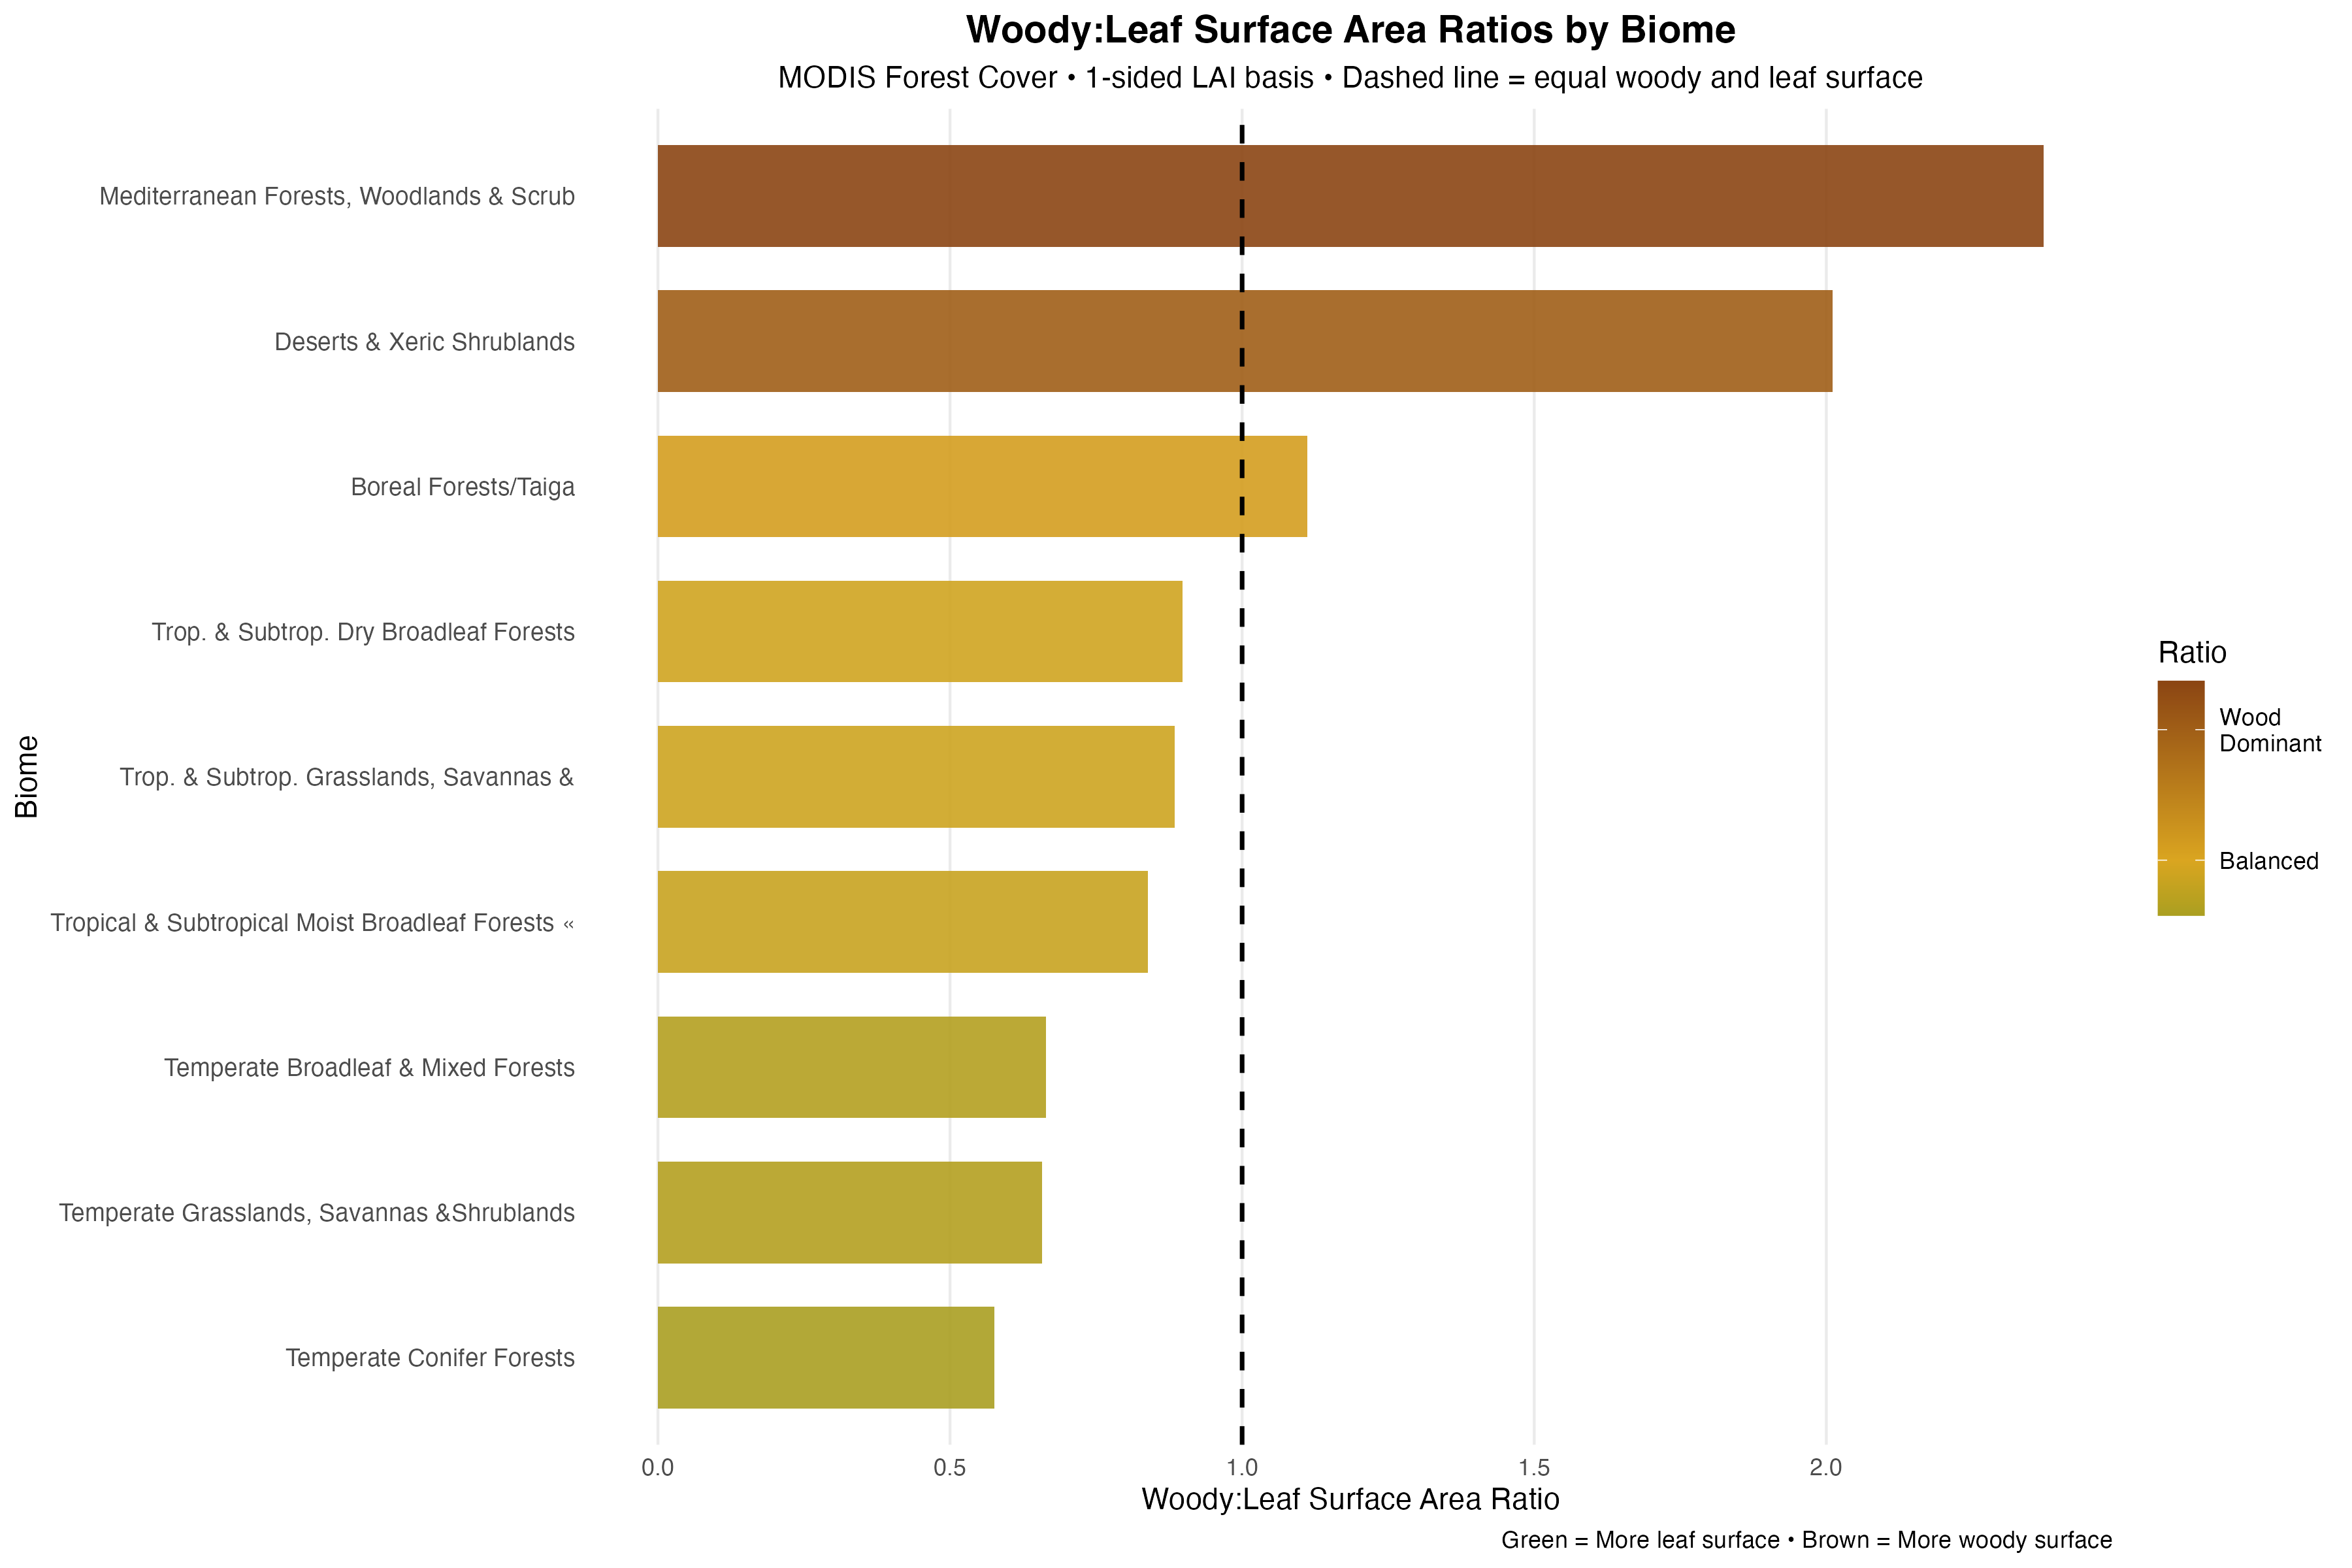 Woody:Leaf Surface Area Ratios by Biome
MODIS Forest Cover • 1-sided LAI basis • Dashed line = equal woody and leaf surface
Biome
Mediterranean Forests, Woodlands & Scrub
Deserts & Xeric Shrublands
Boreal Forests/Taiga
Trop. & Subtrop. Dry Broadleaf Forests
Trop. & Subtrop. Grasslands, Savannas &
Tropical & Subtropical Moist Broadleaf Forests «
Temperate Broadleaf & Mixed Forests
Temperate Grasslands, Savannas &Shrublands
Temperate Conifer Forests
0.0 0.5 1.0 1.5 2.0
Woody:Leaf Surface Area Ratio
Ratio
Wood
Dominant
Balanced
Green = More leaf surface • Brown = More woody surface